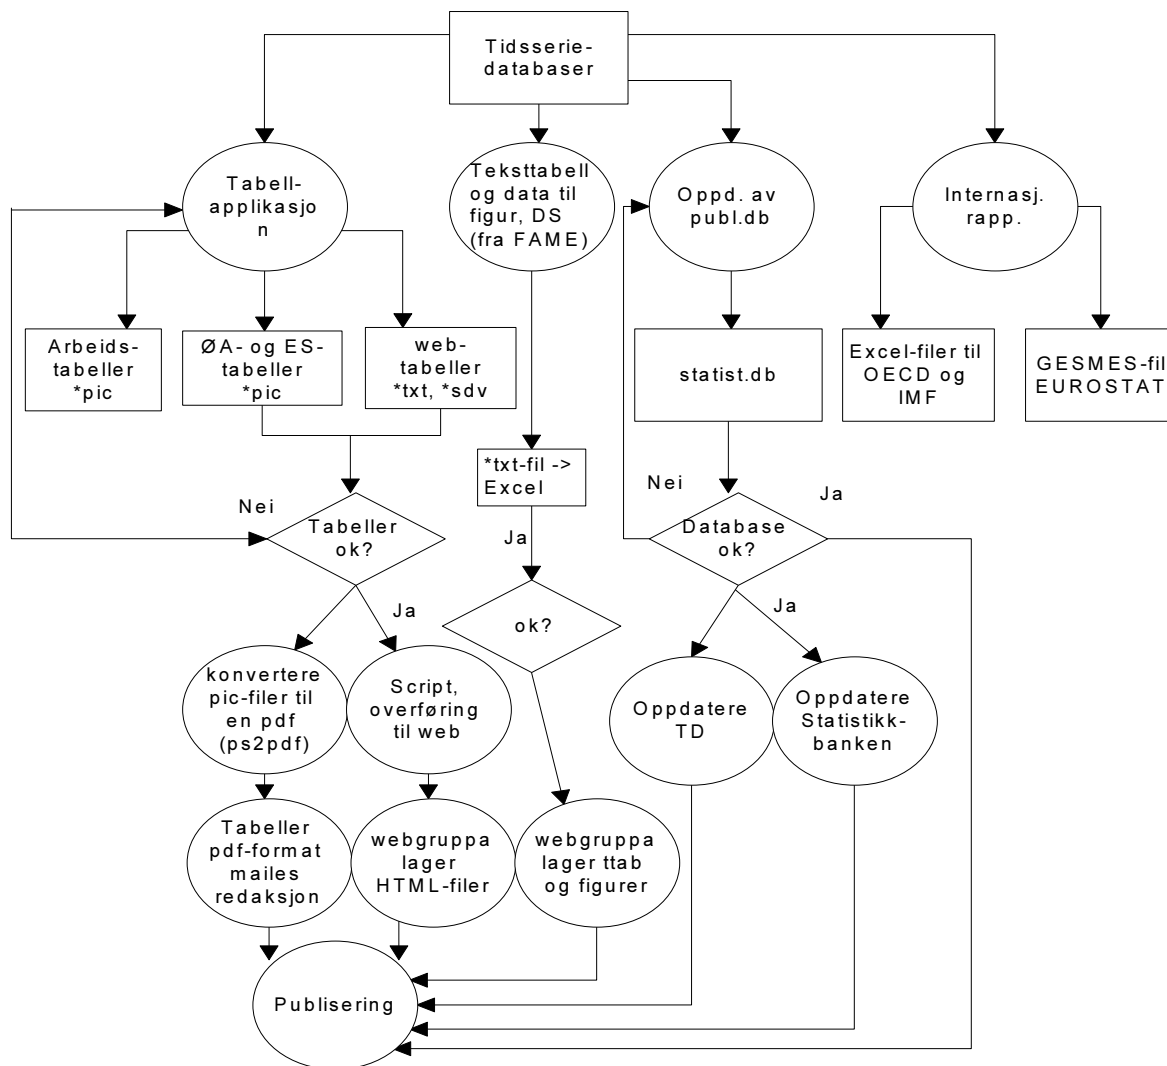 Tidsserie-
databaser
Tabell-
applikasjo
n
Teksttabell
og data til
figur, DS
(fra FAME)
Oppd. av
publ.db
Internasj.
rapp.
Arbeids-
tabeller
*pic
ØA- og ES-
tabeller
*pic
web-
tabeller
*txt, *sdv
statist.db
Excel-filer til
OECD og
IMF
GESMES-fil
EUROSTAT
*txt-fil ->
Excel
Nei
Tabeller
ok?
Ja
Nei
Ja
Database
ok?
Ja
ok?
Ja
konvertere
pic-filer til
en pdf
(ps2pdf)
Script,
overføring
til web
Oppdatere
TD
Oppdatere
Statistikk-
banken
Tabeller
pdf-format
mailes
redaksjon
webgruppa
lager
HTML-filer
webgruppa
lager ttab
og figurer
Publisering